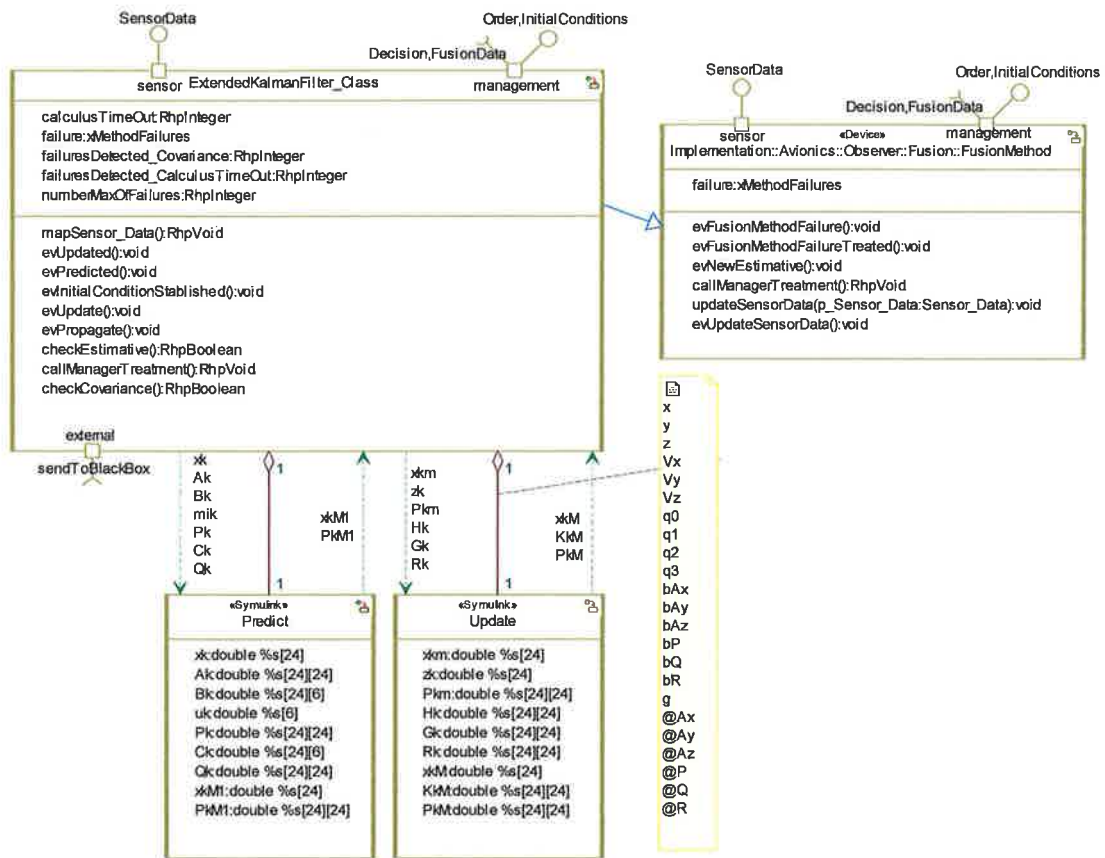 SensorData
Order,InitialConditions
Decision,FusionData
sensor
ExtendedKalmanFilter_Class
management
calculusTimeOut:RhpInteger
failure:xMethodFailures
failuresDetected_Covariance:RhpInteger
failuresDetected_CalculusTimeOut:RhpInteger
numberMaxOfFailures:RhpInteger
mapSensor_Data():RhpVoid
evUpdated():void
evPredicted():void
evInitialConditionStablished():void
evUpdate():void
evPropagate():void
checkEstimative():RhpBoolean
callManagerTreatment():RhpVoid
checkCovariance():RhpBoolean
external
sendToBlackBox
SensorData
Order,InitialConditions
Decision,FusionData
sensor
«Device»
management
Implementation::Avionics::Observer::Fusion::FusionMethod
failure:xMethodFailures
evFusionMethodFailure():void
evFusionMethodFailureTreated():void
evNewEstimative():void
callManagerTreatment():RhpVoid
updateSensorData(p_Sensor_Data:Sensor_Data):void
evUpdateSensorData():void
xk
Ak
Bk
mik
Pk
Ck
Qk
1
1
xkM1
PkM1
xkm
zk
Pkm
Hk
Gk
Rk
1
1
xkM
KkM
PkM
«Symulink»
Predict
xk:double %s[24]
Ak:double %s[24][24]
Bk:double %s[24][6]
uk:double %s[6]
Pk:double %s[24][24]
Ck:double %s[24][6]
Qk:double %s[24][24]
xkM1:double %s[24]
PkM1:double %s[24][24]
«Symulink»
Update
xkm:double %s[24]
zk:double %s[24]
Pkm:double %s[24][24]
Hk:double %s[24][24]
Gk:double %s[24][24]
Rk:double %s[24][24]
xkM:double %s[24]
KkM:double %s[24][24]
PkM:double %s[24][24]
x
y
z
Vx
Vy
Vz
q0
q1
q2
q3
bAx
bAy
bAz
bP
bQ
bR
g
@Ax
@Ay
@Az
@P
@Q
@R